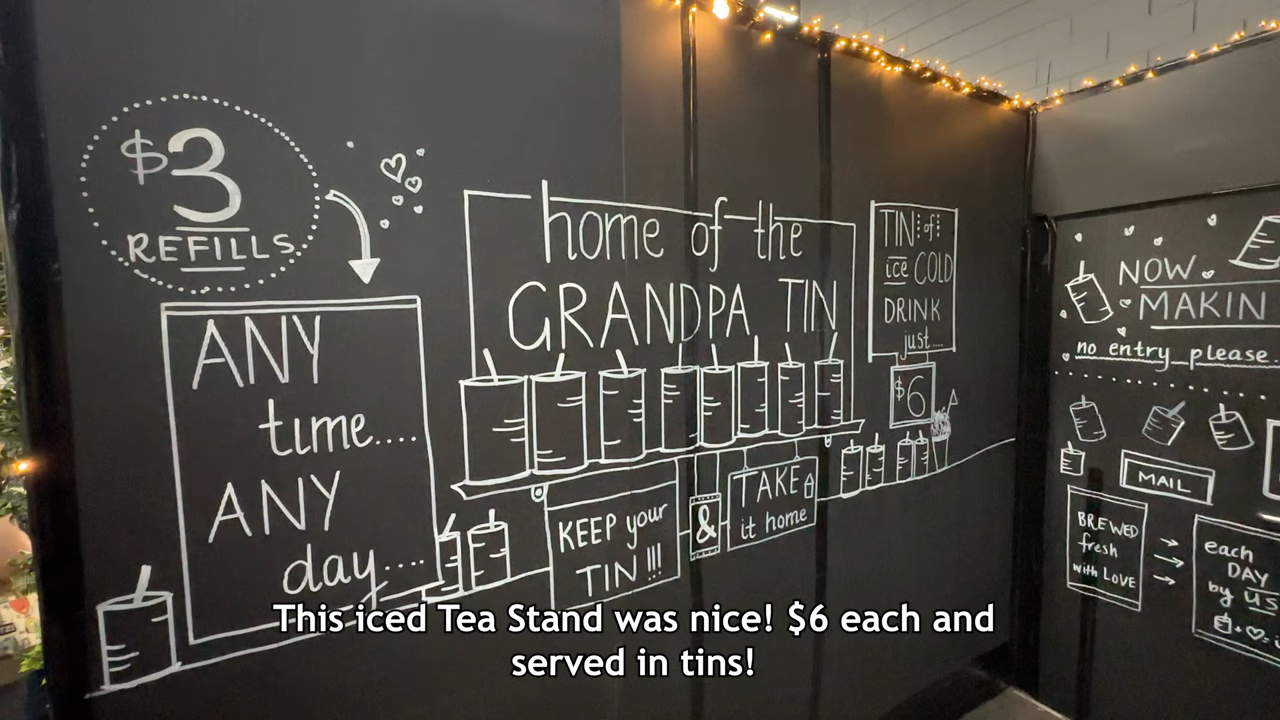 $3
REFILLS
ANY
time....
ANY
day....
home of the
GRANDPA TIN
KEEP your
TIN!!!
&
TAKE
it home
TIN of
ice COLD
DRINK
just....
$6
NOW
MAKIN
no entry please
MAIL
BREWED
fresh
with LOVE
each
DAY
by US
This iced Tea Stand was nice! $6 each and
served in tins!